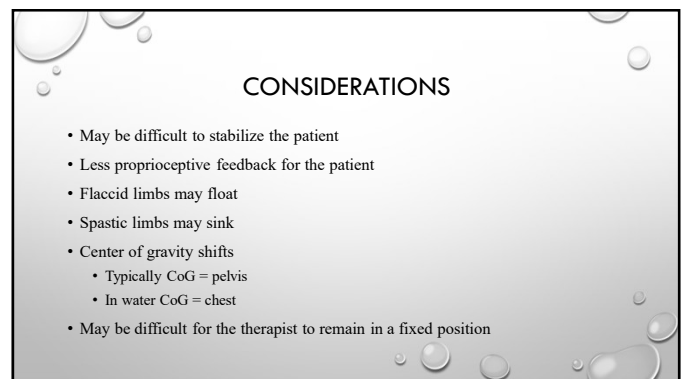 CONSIDERATIONS
• May be difficult to stabilize the patient
• Less proprioceptive feedback for the patient
• Flaccid limbs may float
• Spastic limbs may sink
• Center of gravity shifts
• Typically CoG = pelvis
• In water CoG = chest
• May be difficult for the therapist to remain in a fixed position